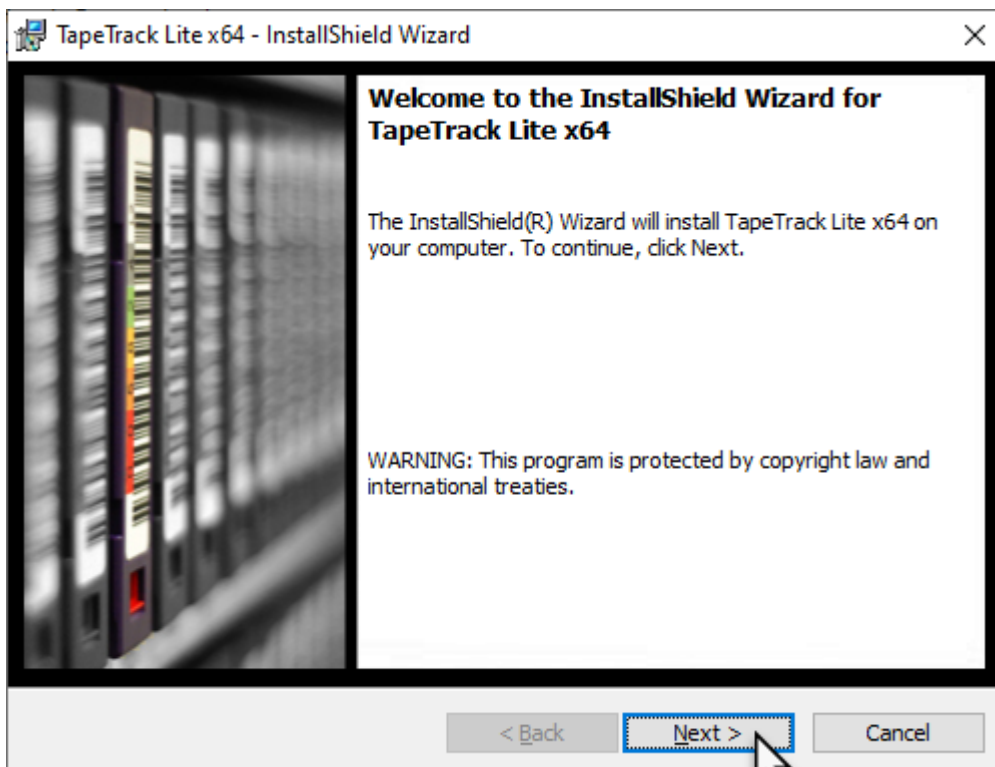 TapeTrack Lite x64 - InstallShield Wizard
Welcome to the InstallShield Wizard for
TapeTrack Lite x64
The InstallShield(R) Wizard will install TapeTrack Lite x64 on
your computer. To continue, click Next.
WARNING: This program is protected by copyright law and
international treaties.
< Back
Next >
Cancel